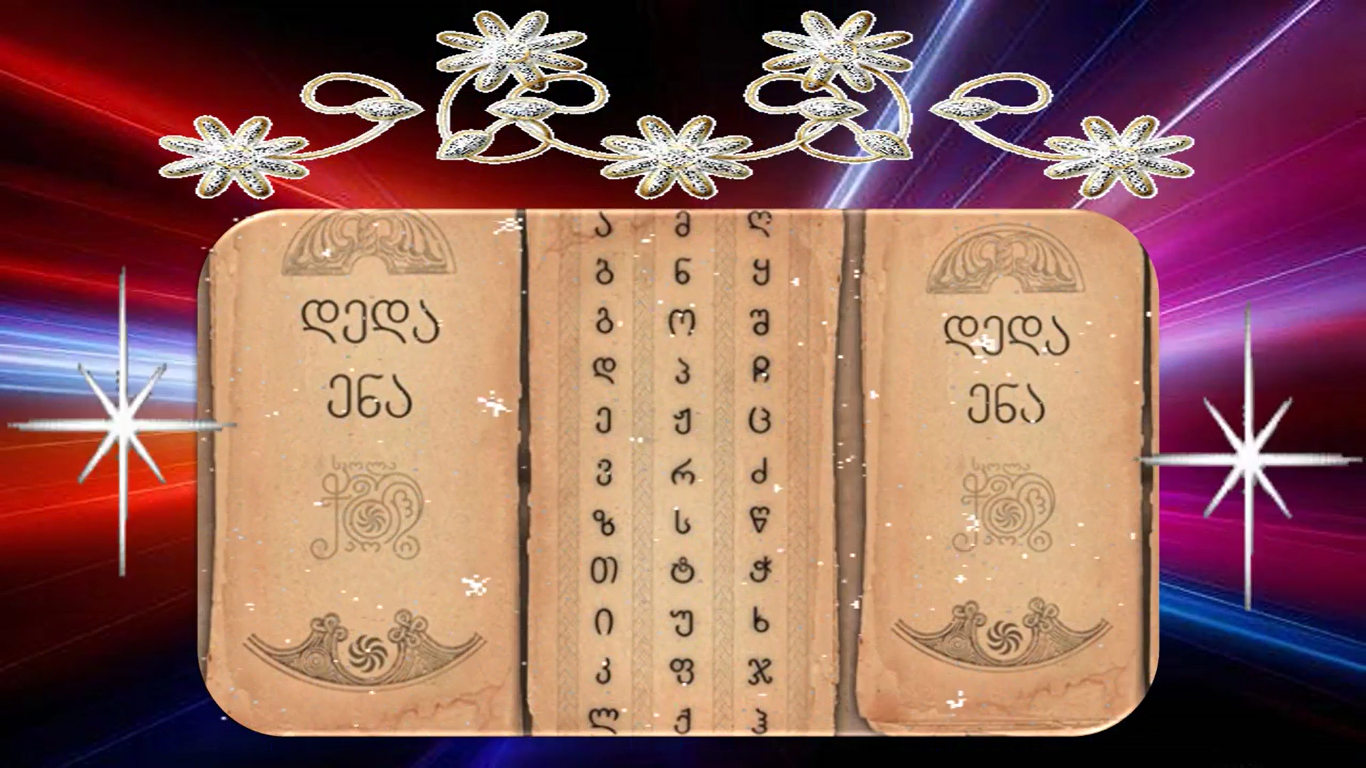 დედა
ენა
ა მ ღ
ბ ნ ყ
გ ო შ
დ პ ჩ
ე ჟ ც
ვ რ ძ
ზ ს წ
თ ტ ჭ
ი უ ხ
კ ფ ჯ
ლ ქ ჰ
დედა
ენა